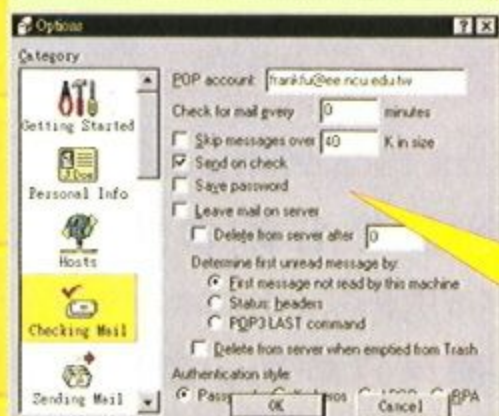 Options
Category
Getting Started
Personal Info
Hosts
Checking Mail
Sending Mail
POP account: frankfu@ee.ncu.edu.tw
Check for mail every 0 minutes
Skip messages over 40 K in size
Send on check
Save password
Leave mail on server
Delete from server after 0
Determine first unread message by:
First message not read by this machine
Status: headers
POP3 LAST command
Delete from server when emptied from Trash
Authentication style:
OK
Cancel